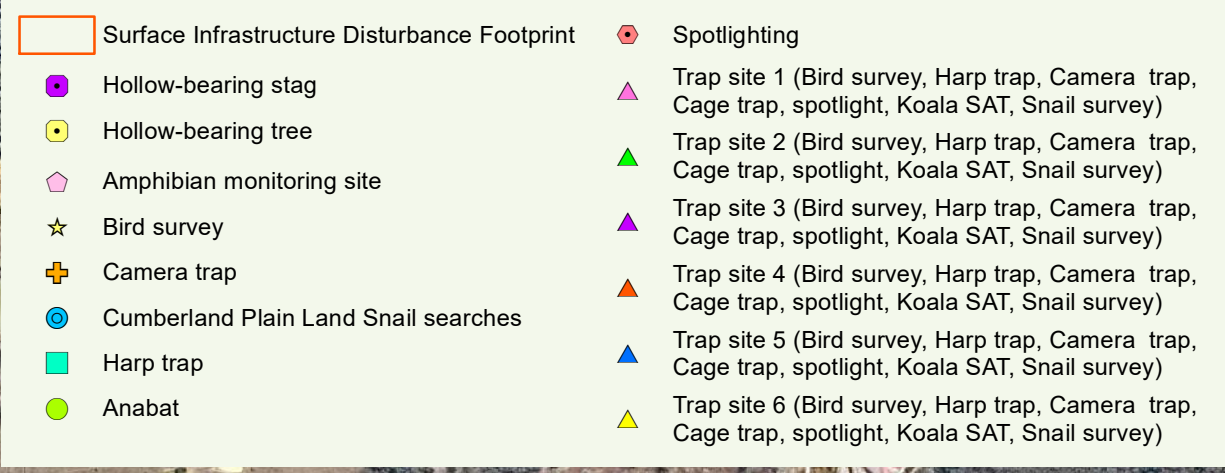 Surface Infrastructure Disturbance Footprint
Hollow-bearing stag
Hollow-bearing tree
Amphibian monitoring site
Bird survey
Camera trap
Cumberland Plain Land Snail searches
Harp trap
Anabat
Spotlighting
Trap site 1 (Bird survey, Harp trap, Camera  trap,
Cage trap, spotlight, Koala SAT, Snail survey)
Trap site 2 (Bird survey, Harp trap, Camera  trap,
Cage trap, spotlight, Koala SAT, Snail survey)
Trap site 3 (Bird survey, Harp trap, Camera  trap,
Cage trap, spotlight, Koala SAT, Snail survey)
Trap site 4 (Bird survey, Harp trap, Camera  trap,
Cage trap, spotlight, Koala SAT, Snail survey)
Trap site 5 (Bird survey, Harp trap, Camera  trap,
Cage trap, spotlight, Koala SAT, Snail survey)
Trap site 6 (Bird survey, Harp trap, Camera  trap,
Cage trap, spotlight, Koala SAT, Snail survey)